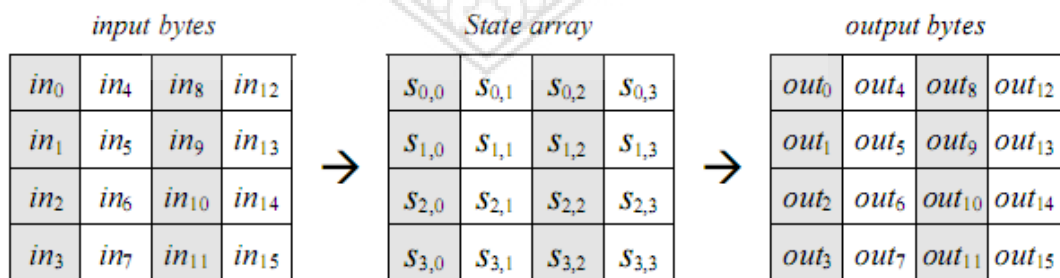 input bytes State array output bytes
in0 in4 in8 in12 s0,0 s0,1 s0,2 s0,3 out0 out4 out8 out12
in1 in5 in9 in13 → s1,0 s1,1 s1,2 s1,3 → out1 out5 out9 out13
in2 in6 in10 in14 s2,0 s2,1 s2,2 s2,3 out2 out6 out10 out14
in3 in7 in11 in15 s3,0 s3,1 s3,2 s3,3 out3 out7 out11 out15